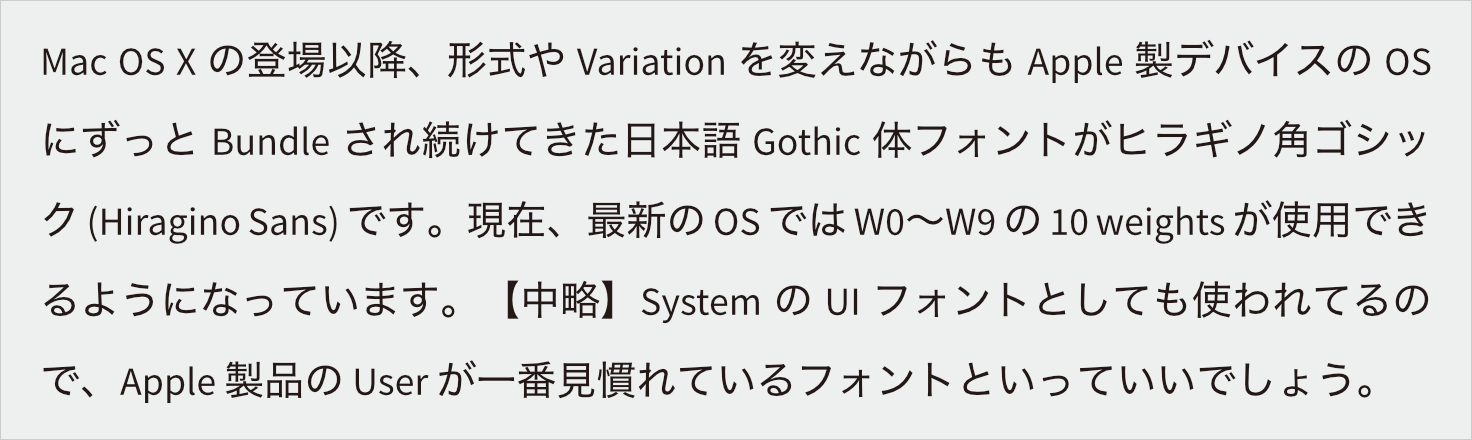 Mac OS X の登場以降、形式や Variation を変えながらも Apple 製デバイスの OS
にずっと Bundle され続けてきた日本語 Gothic 体フォントがヒラギノ角ゴシッ
ク (Hiragino Sans) です。現在、最新の OS では W0〜W9 の 10 weights が使用でき
るようになっています。【中略】System の UI フォントとしても使われてるの
で、Apple 製品の User が一番見慣れているフォントといっていいでしょう。